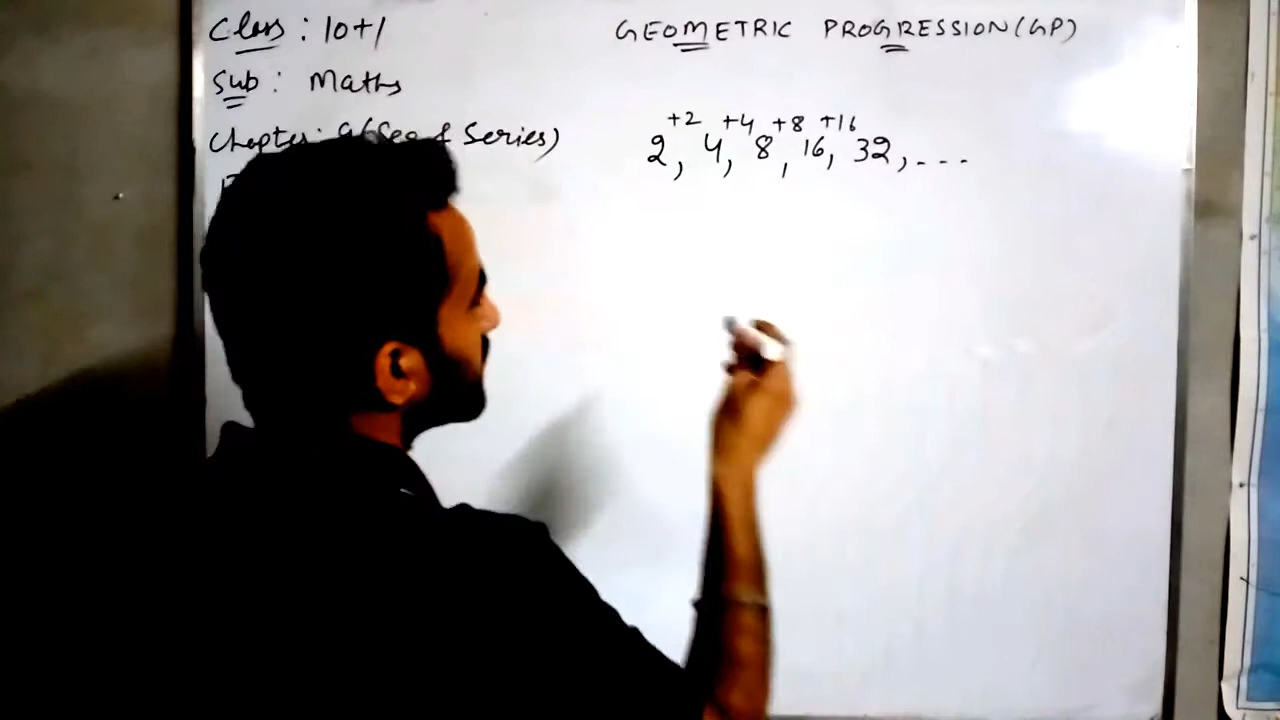 Class : 10+1
GEOMETRIC PROGRESSION (GP)
Sub : Maths
Chapter: 9 (Seq & Series)
+2 +4 +8 +16
2, 4, 8, 16, 32, ---